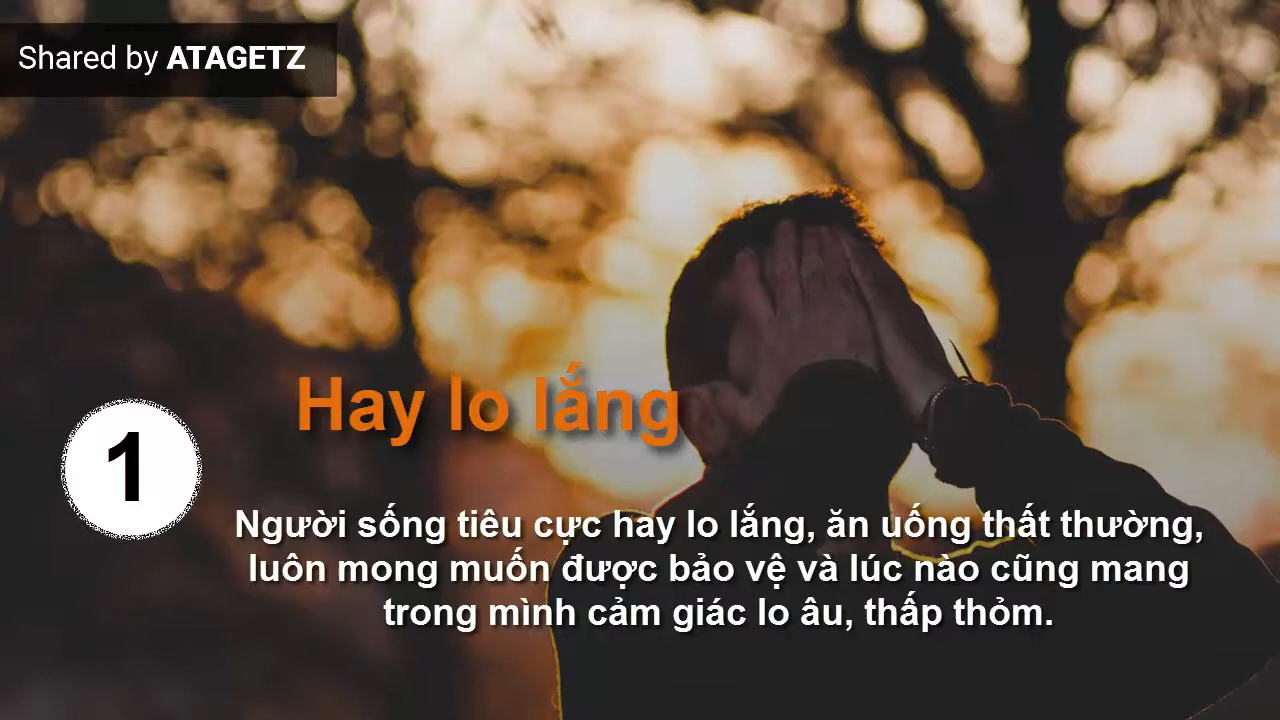 Shared by ATAGETZ
Hay lo lắng
1
Người sống tiêu cực hay lo lắng, ăn uống thất thường,
luôn mong muốn được bảo vệ và lúc nào cũng mang
trong mình cảm giác lo âu, thấp thỏm.